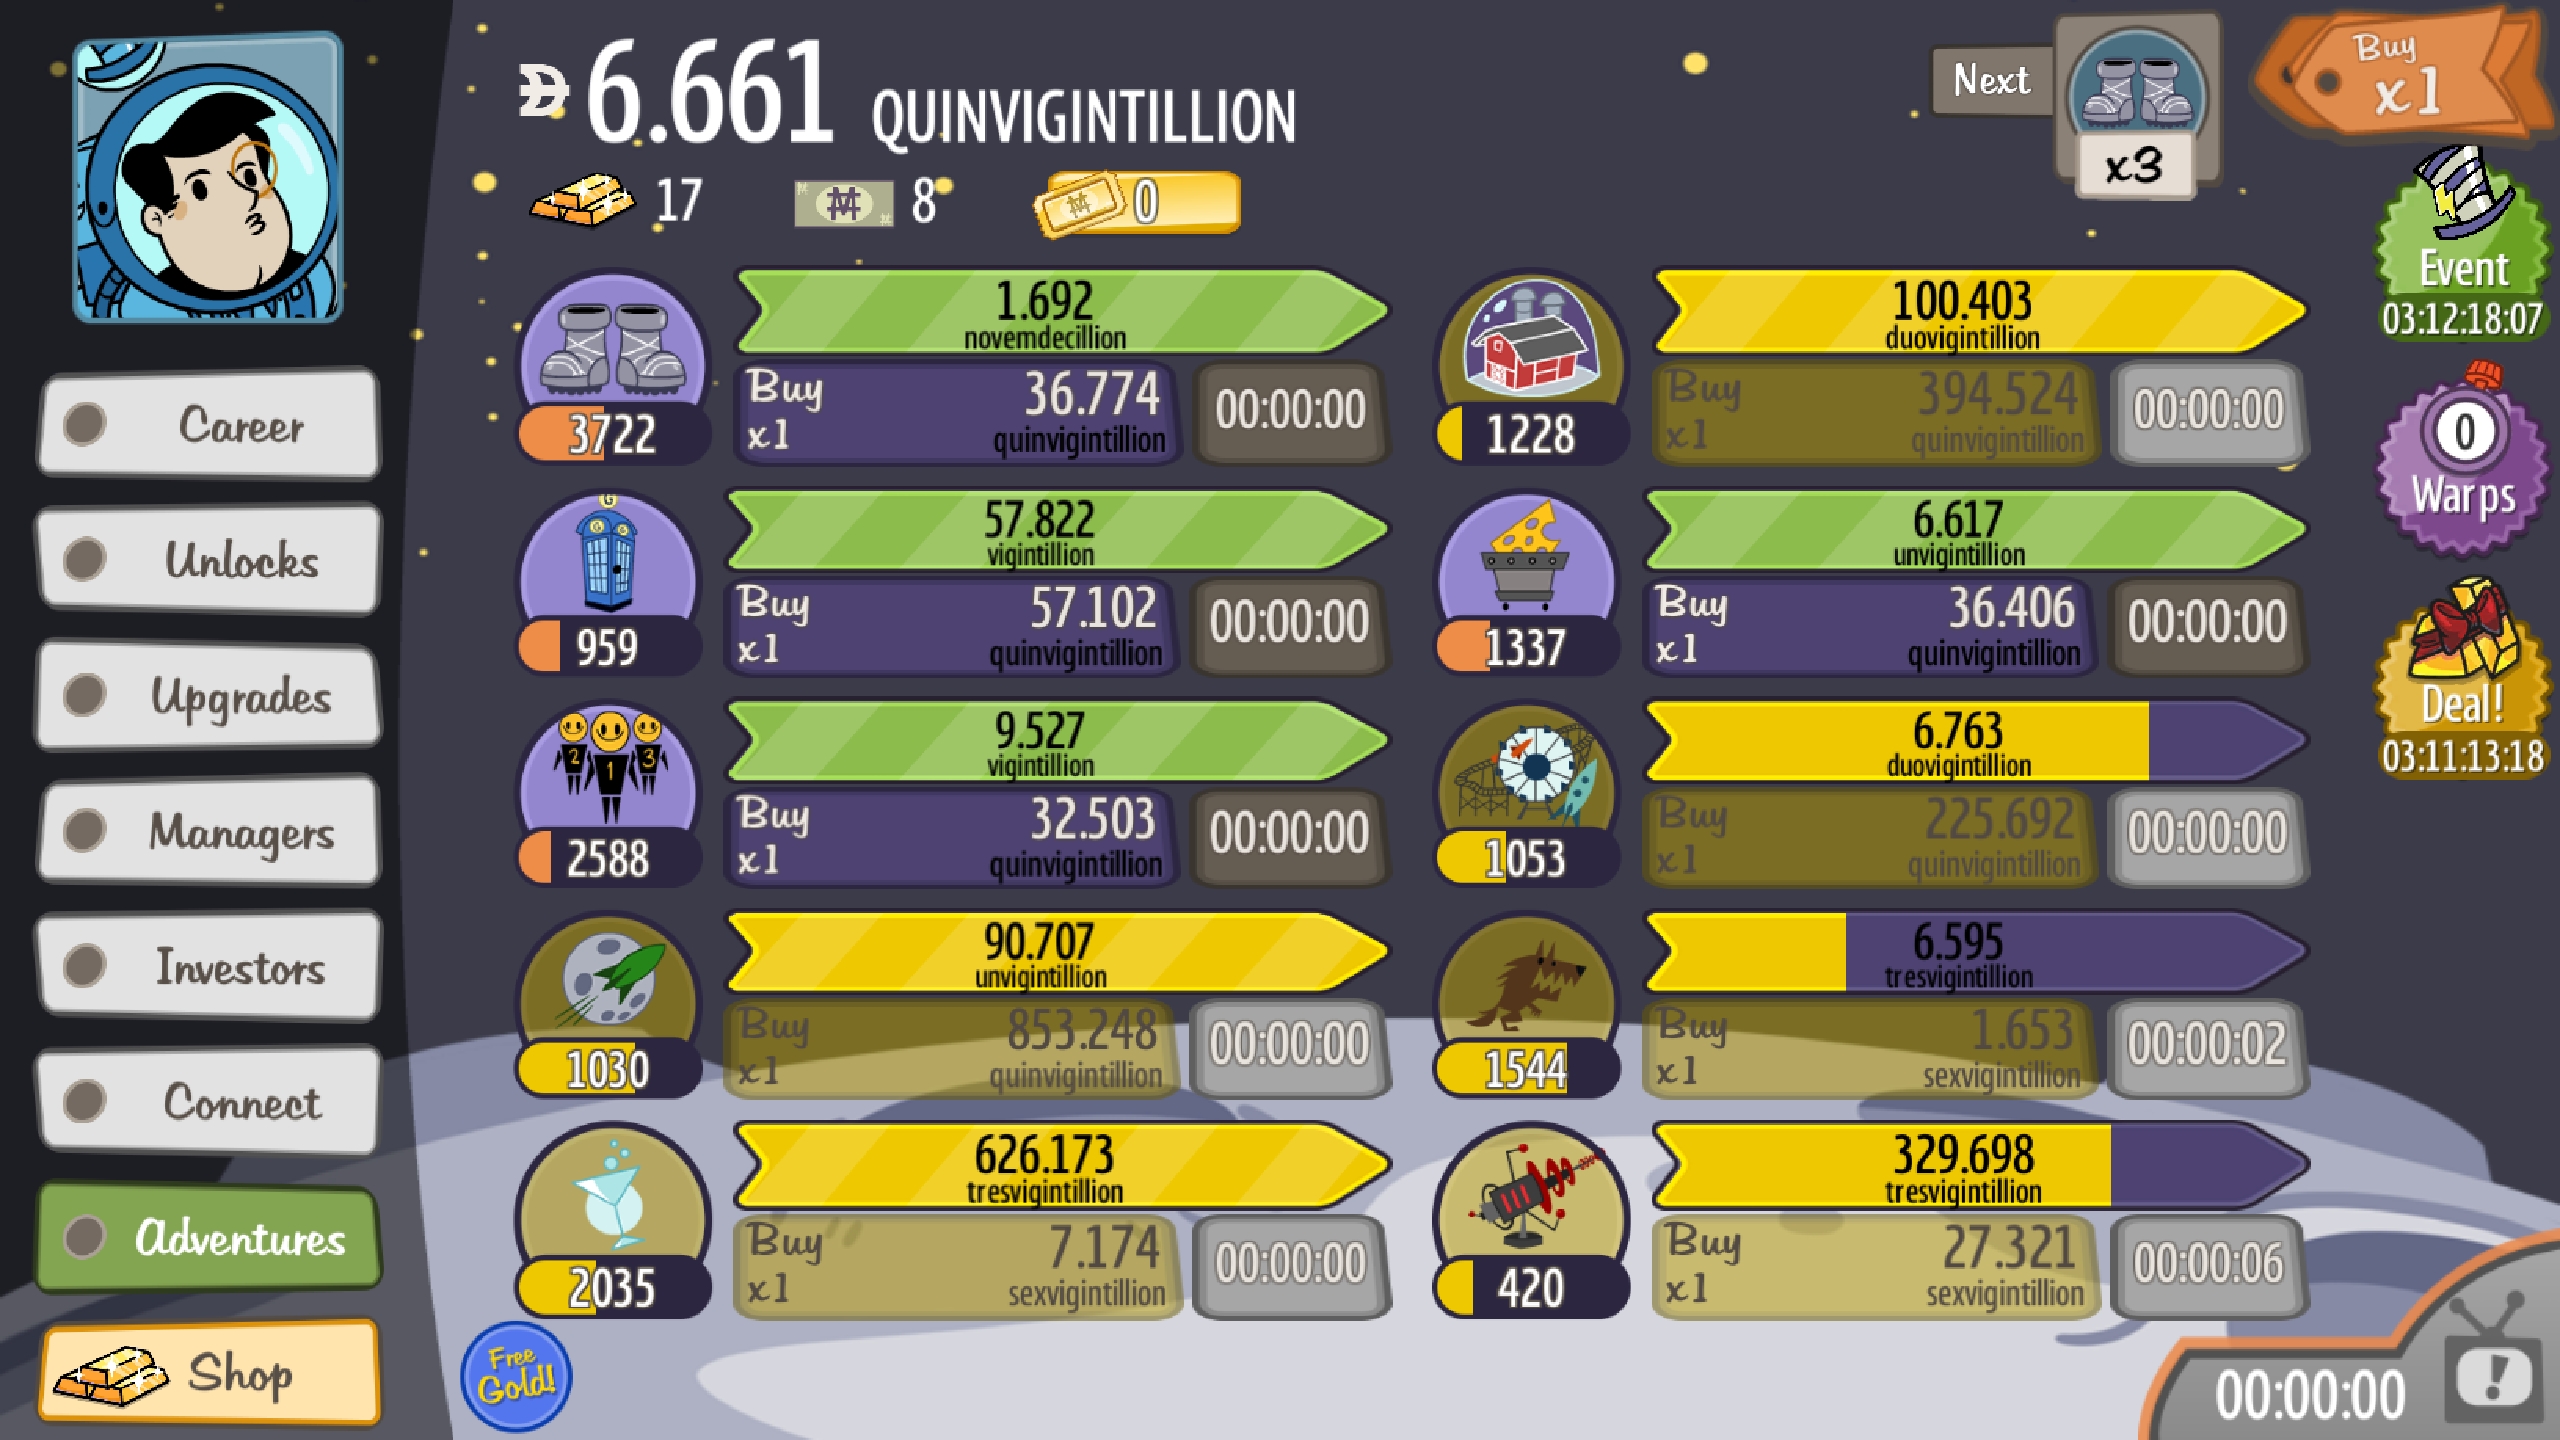 6.661 QUINVIGINTILLION
17
8
0
Next
x3
Buy
x1
Event
03:12:18:07
0
Warps
Deal!
03:11:13:18
Career
Unlocks
Upgrades
Managers
Investors
Connect
Adventures
Shop
1.692
novemdecillion
3722
Buy
x1
36.774
quinvigintillion
00:00:00
100.403
duovigintillion
1228
Buy
x1
394.524
quinvigintillion
00:00:00
57.822
vigintillion
959
Buy
x1
57.102
quinvigintillion
00:00:00
6.617
unvigintillion
1337
Buy
x1
36.406
quinvigintillion
00:00:00
2
1
3
9.527
vigintillion
2588
Buy
x1
32.503
quinvigintillion
00:00:00
6.763
duovigintillion
1053
Buy
x1
225.692
quinvigintillion
00:00:00
90.707
unvigintillion
1030
Buy
x1
853.248
quinvigintillion
00:00:00
6.595
tresvigintillion
1544
Buy
x1
1.653
sexvigintillion
00:00:02
626.173
tresvigintillion
2035
Buy
x1
7.174
sexvigintillion
00:00:00
329.698
tresvigintillion
420
Buy
x1
27.321
sexvigintillion
00:00:06
Free
Gold!
00:00:00
!